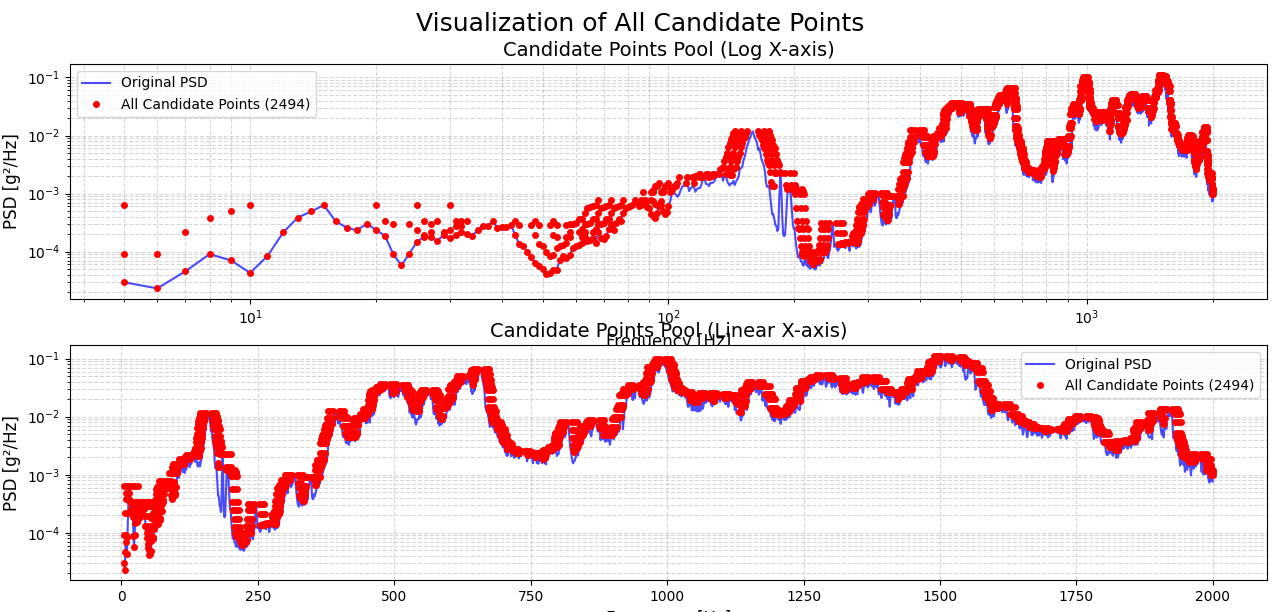 Visualization of All Candidate Points
Candidate Points Pool (Log X-axis)
Original PSD
All Candidate Points (2494)
PSD [g²/Hz]
10⁻¹
10⁻²
10⁻³
10⁻⁴
10¹
10²
10³
Frequency [Hz]
Candidate Points Pool (Linear X-axis)
Original PSD
All Candidate Points (2494)
PSD [g²/Hz]
10⁻¹
10⁻²
10⁻³
10⁻⁴
0
250
500
750
1000
1250
1500
1750
2000